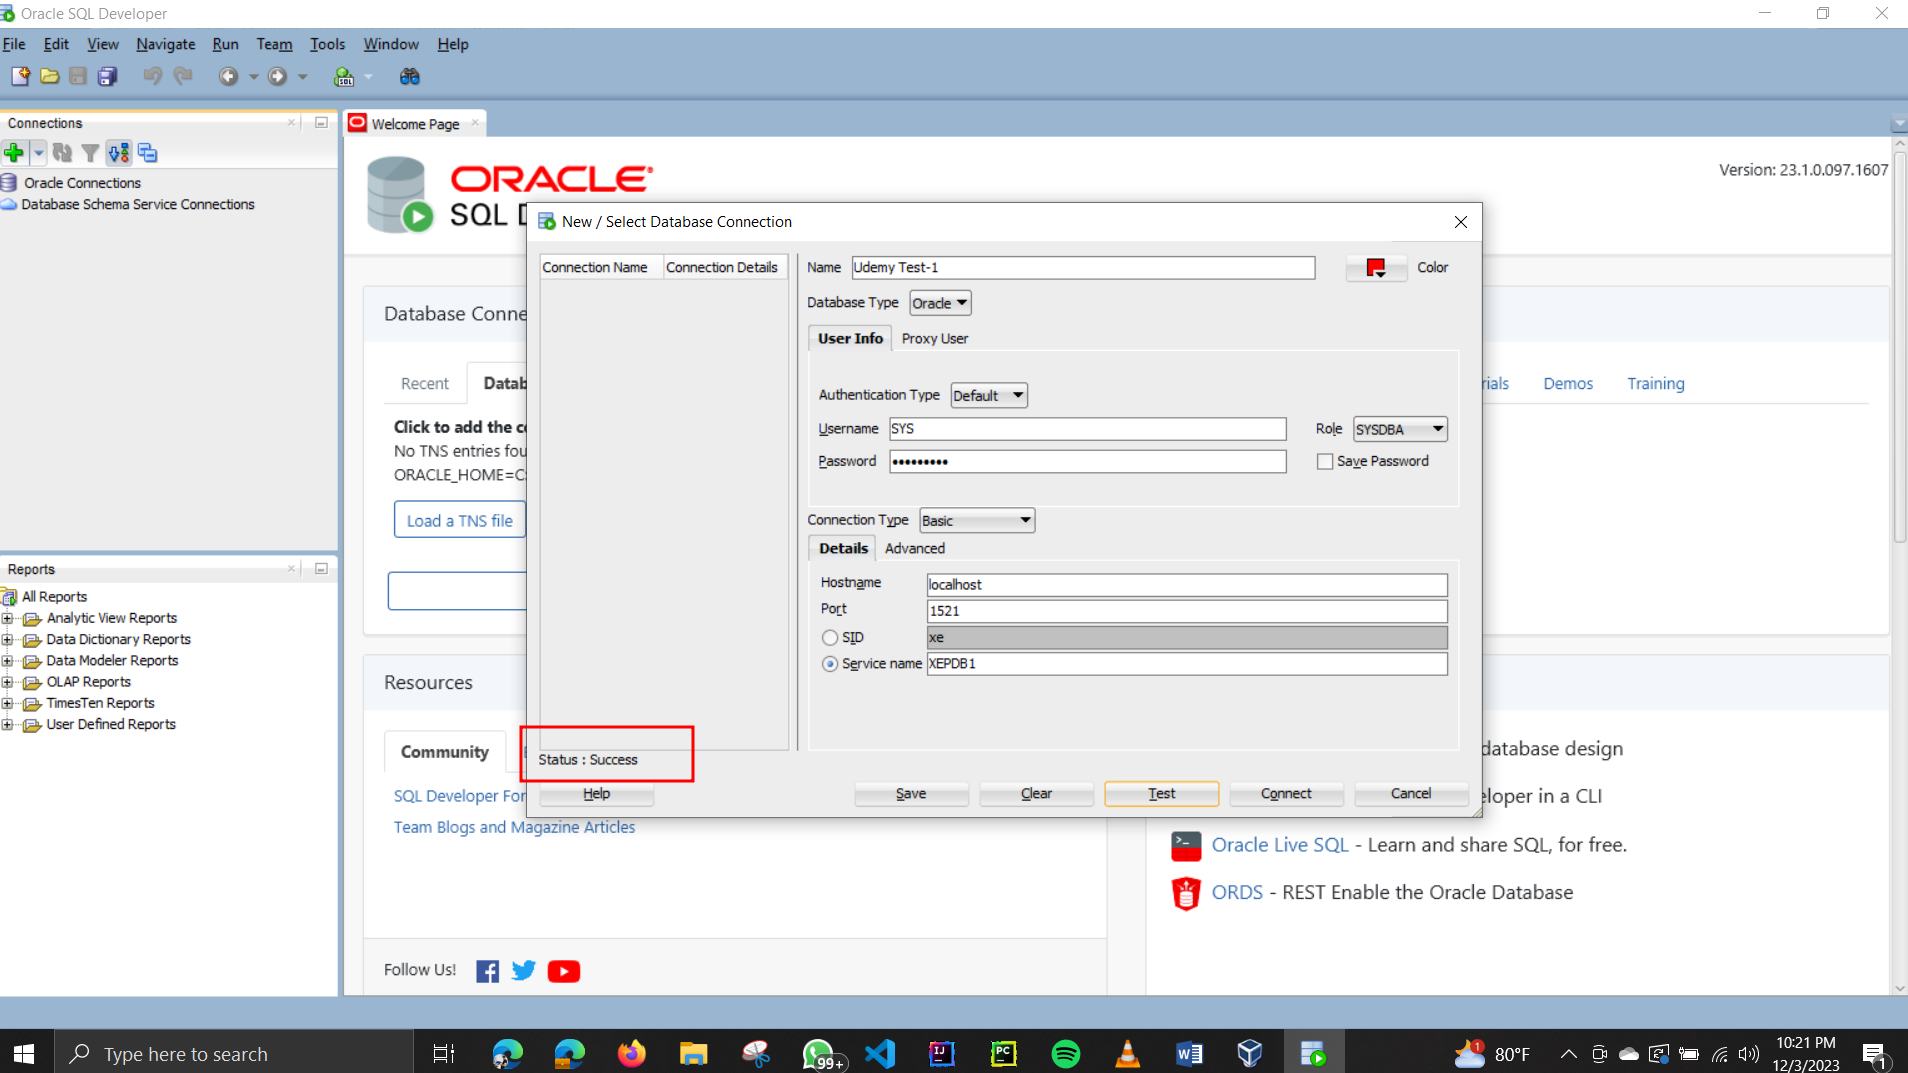 Oracle SQL Developer
File Edit View Navigate Run Team Tools Window Help
Connections
Oracle Connections
Database Schema Service Connections
Reports
All Reports
Analytic View Reports
Data Dictionary Reports
Data Modeler Reports
OLAP Reports
TimesTen Reports
User Defined Reports
Welcome Page
ORACLE
SQL
Version: 23.1.0.097.1607
Database Conne
Recent Datab
Click to add the c
No TNS entries fou
ORACLE_HOME=C:
Load a TNS file
rials Demos Training
Resources
Community
SQL Developer For
Team Blogs and Magazine Articles
database design
eloper in a CLI
Oracle Live SQL - Learn and share SQL, for free.
ORDS - REST Enable the Oracle Database
Follow Us!
New / Select Database Connection
Connection Name Connection Details
Name Udemy Test-1 Color
Database Type Oracle
User Info Proxy User
Authentication Type Default
Username SYS Role SYSDBA
Password ••••••••• Save Password
Connection Type Basic
Details Advanced
Hostname localhost
Port 1521
SID xe
Service name XEPDB1
Status : Success
Help Save Clear Test Connect Cancel
Type here to search
99+
IJ
PC
1
80°F
10:21 PM
12/3/2023
1